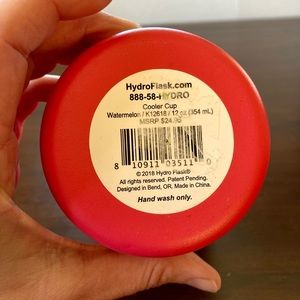 HydroFlask.com
888-58-HYDRO
Cooler Cup
Watermelon / K12618 / 12 oz (354 mL)
MSRP $24.95
8 10911 03511 0
© 2018 Hydro Flask®
All rights reserved. Patent Pending.
Designed in Bend, OR. Made in China.
Hand wash only.